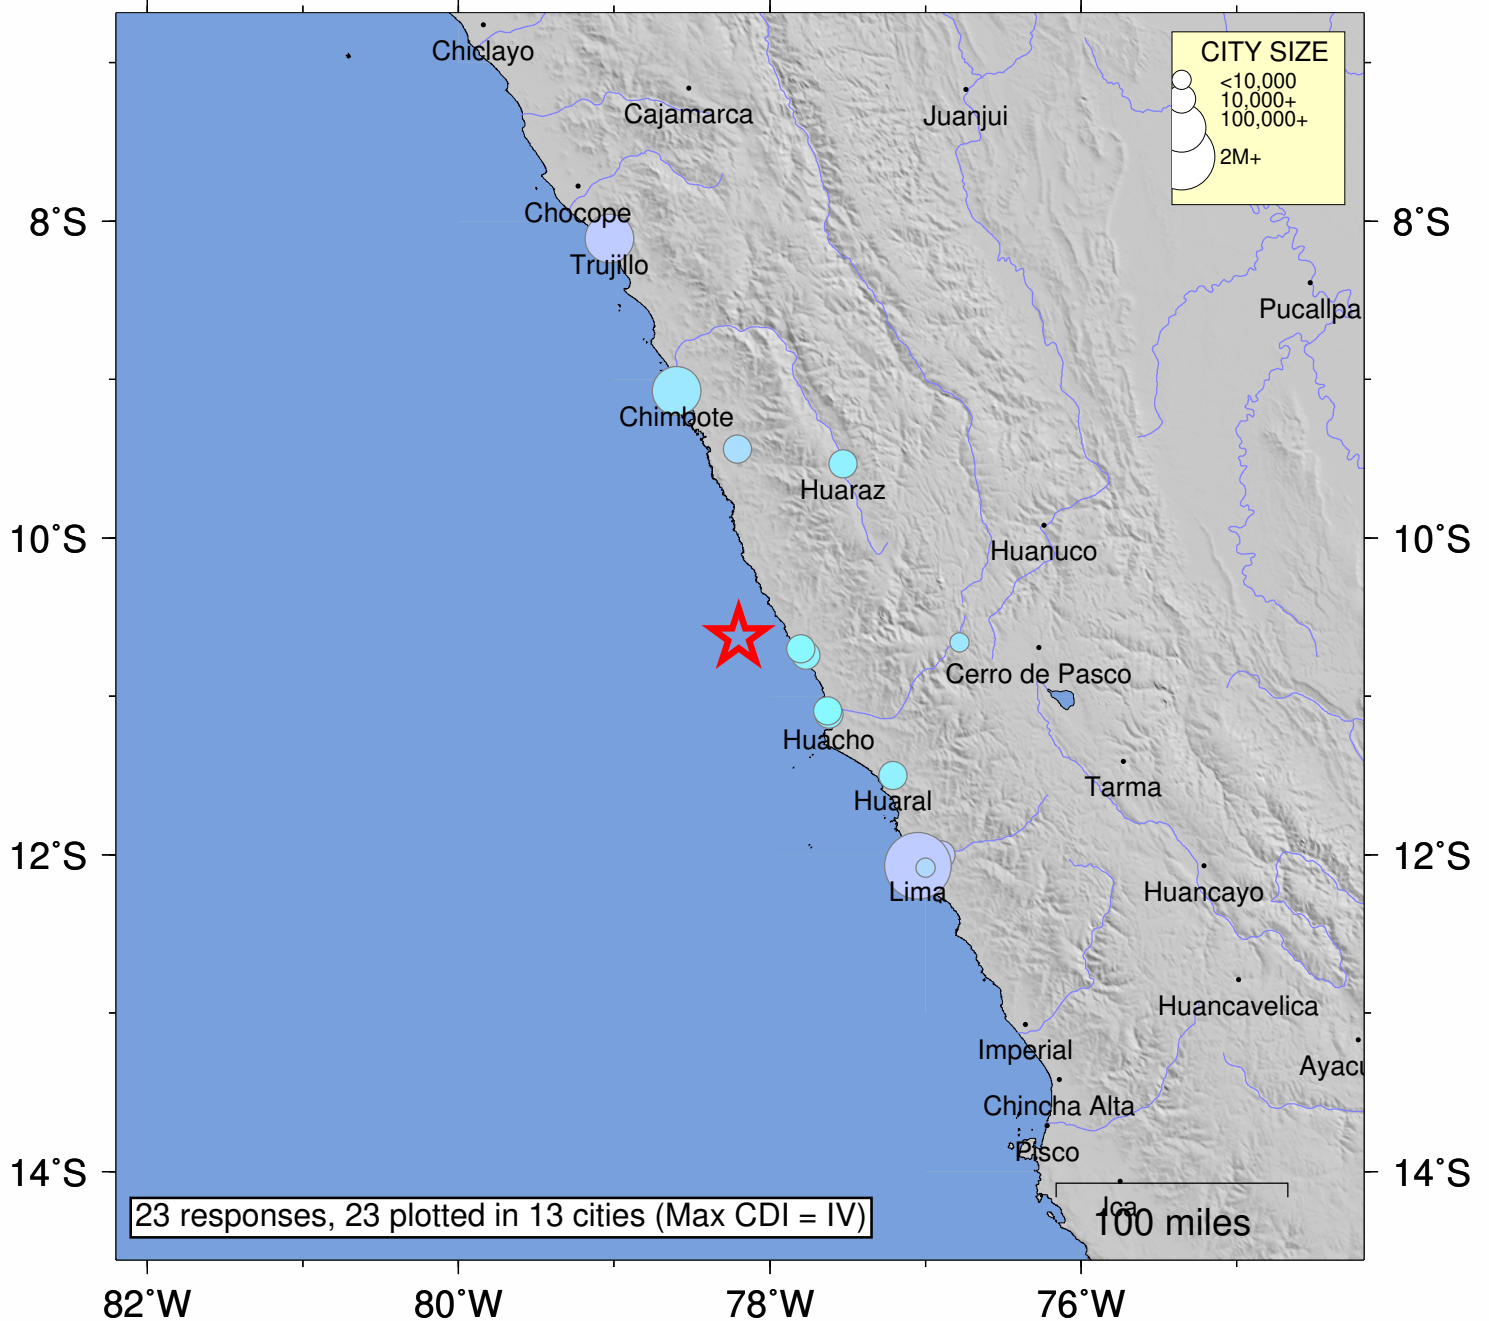 Chiclayo
Cajamarca
Juanjui
CITY SIZE
<10,000
10,000+
100,000+
2M+
Chocope
8°S
8°S
Trujillo
Pucallpa
Chimbote
Huaraz
10°S
10°S
Huanuco
Cerro de Pasco
Huacho
Tarma
Huaral
12°S
12°S
Lima
Huancayo
Huancavelica
Imperial
Ayacu
Chincha Alta
Pisco
14°S
14°S
Ica
100 miles
23 responses, 23 plotted in 13 cities (Max CDI = IV)
82°W
80°W
78°W
76°W